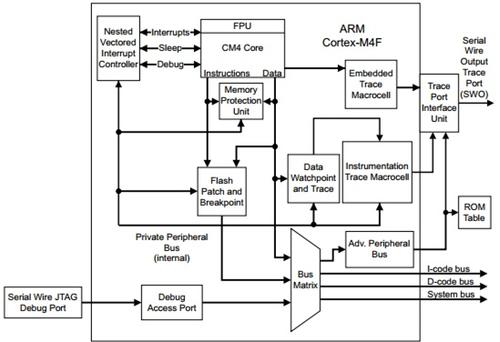 FPU
ARM
Cortex-M4F
Nested
Vectored
Interrupt
Controller
Interrupts
Sleep
Debug
CM4 Core
Instructions Data
Serial
Wire
Output
Trace
Port
(SWO)
Memory
Protection
Unit
Embedded
Trace
Macrocell
Trace
Port
Interface
Unit
Flash
Patch and
Breakpoint
Data
Watchpoint
and Trace
Instrumentation
Trace Macrocell
ROM
Table
Private Peripheral
Bus
(internal)
Bus
Matrix
Adv. Peripheral
Bus
I-code bus
D-code bus
System bus
Serial Wire JTAG
Debug Port
Debug
Access Port